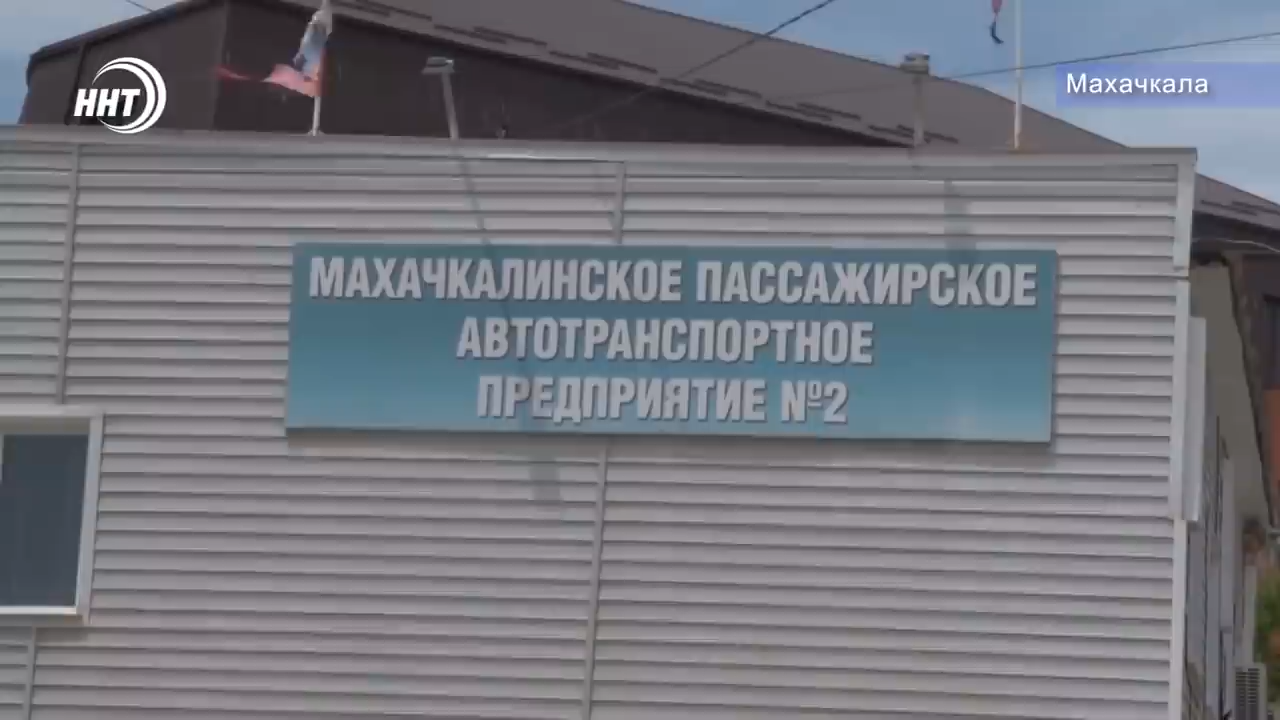 ННТ
Махачкала
МАХАЧКАЛИНСКОЕ ПАССАЖИРСКОЕ
АВТОТРАНСПОРТНОЕ
ПРЕДПРИЯТИЕ №2